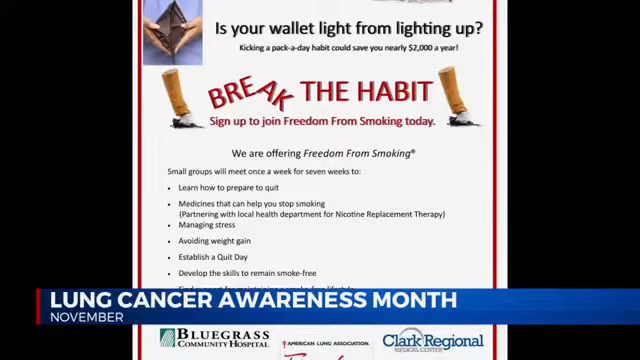 Is your wallet light from lighting up?
Kicking a pack-a-day habit could save you nearly $2,000 a year!
BREAK THE HABIT
Sign up to join Freedom From Smoking today.
We are offering Freedom From Smoking®
Small groups will meet once a week for seven weeks to:
• Learn how to prepare to quit
• Medicines that can help you stop smoking
(Partnering with local health department for Nicotine Replacement Therapy)
• Managing stress
• Avoiding weight gain
• Establish a Quit Day
• Develop the skills to remain smoke-free
LUNG CANCER AWARENESS MONTH
NOVEMBER
BLUEGRASS
COMMUNITY HOSPITAL
AMERICAN LUNG ASSOCIATION.
Clark Regional
MEDICAL CENTER